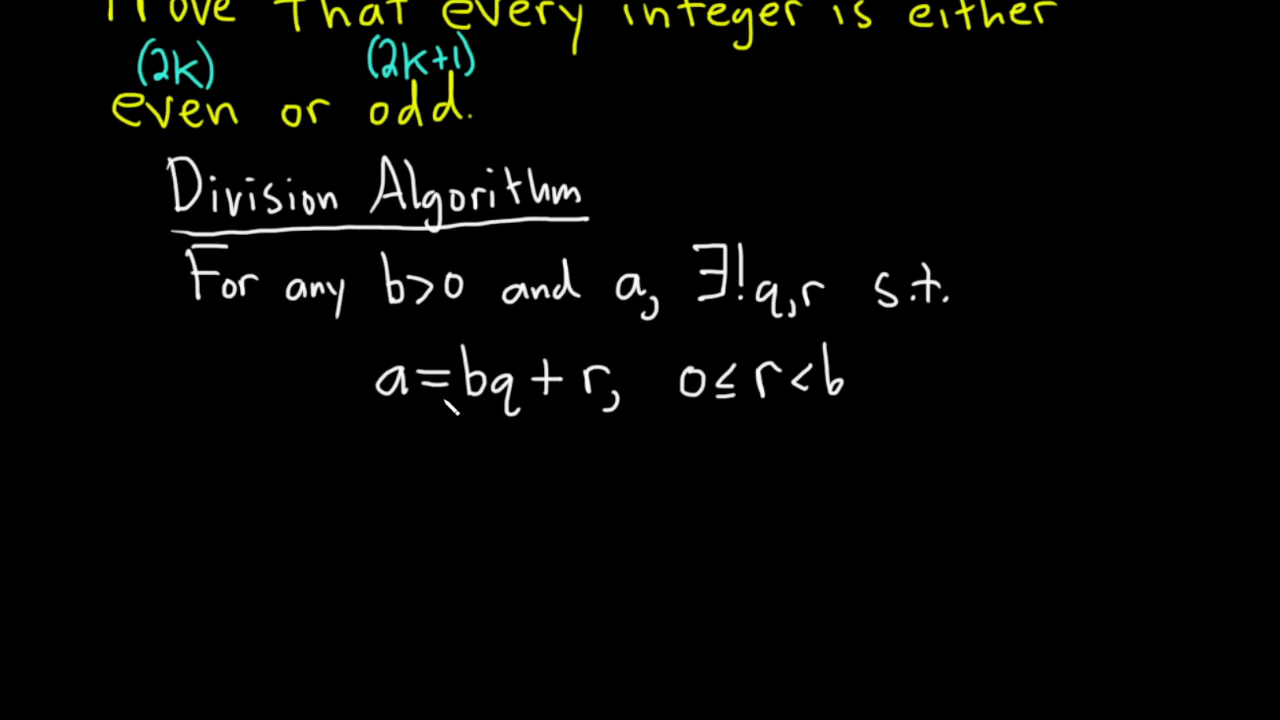 Prove that every integer is either
(2k) (2k+1)
even or odd.
Division Algorithm
For any b>0 and a, ∃! q,r s.t.
a=bq+r, 0≤r<b